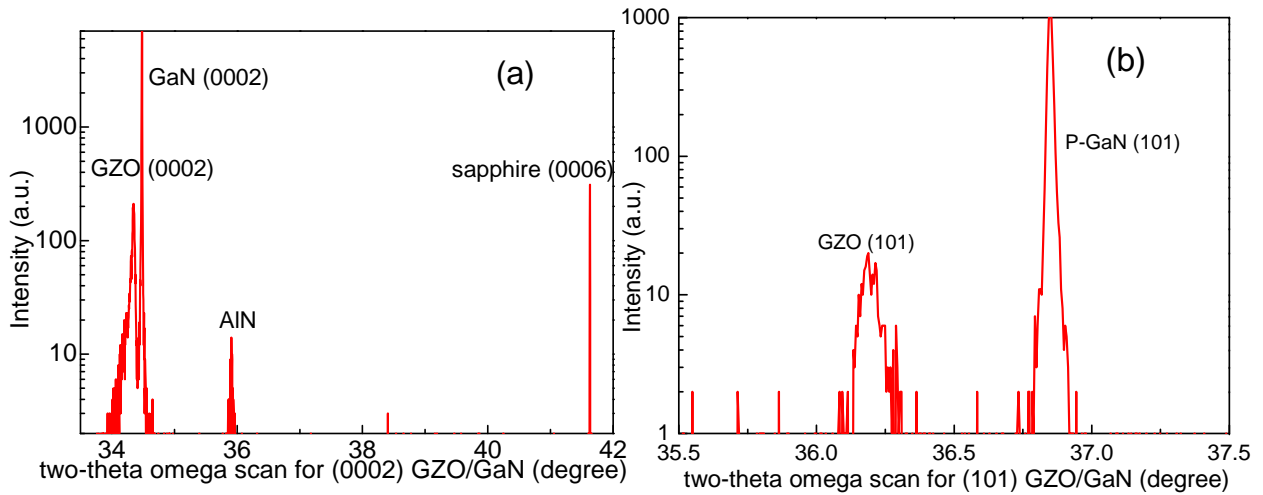 (a)
GaN (0002)
GZO (0002)
sapphire (0006)
AlN
Intensity (a.u.)
1000
100
10
34
36
38
40
42
two-theta omega scan for (0002) GZO/GaN (degree)
(b)
P-GaN (101)
GZO (101)
Intensity (a.u.)
1000
100
10
1
35.5
36.0
36.5
37.0
37.5
two-theta omega scan for (101) GZO/GaN (degree)